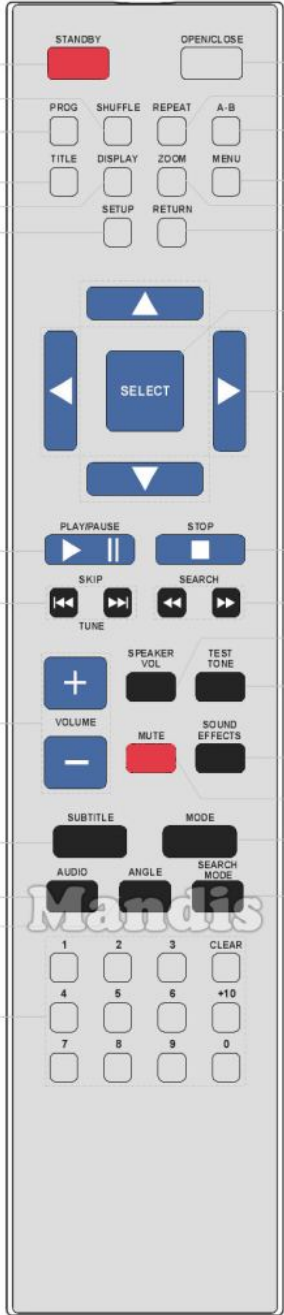 STANDBY OPEN/CLOSE
PROG SHUFFLE REPEAT A-B
TITLE DISPLAY ZOOM MENU
SETUP RETURN
SELECT
PLAY/PAUSE STOP
SKIP SEARCH
TUNE
SPEAKER VOL TEST TONE
+
VOLUME
SOUND EFFECTS
MUTE
−
SUBTITLE MODE
AUDIO ANGLE SEARCH MODE
Mandis
1 2 3 CLEAR
4 5 6 +10
7 8 9 0